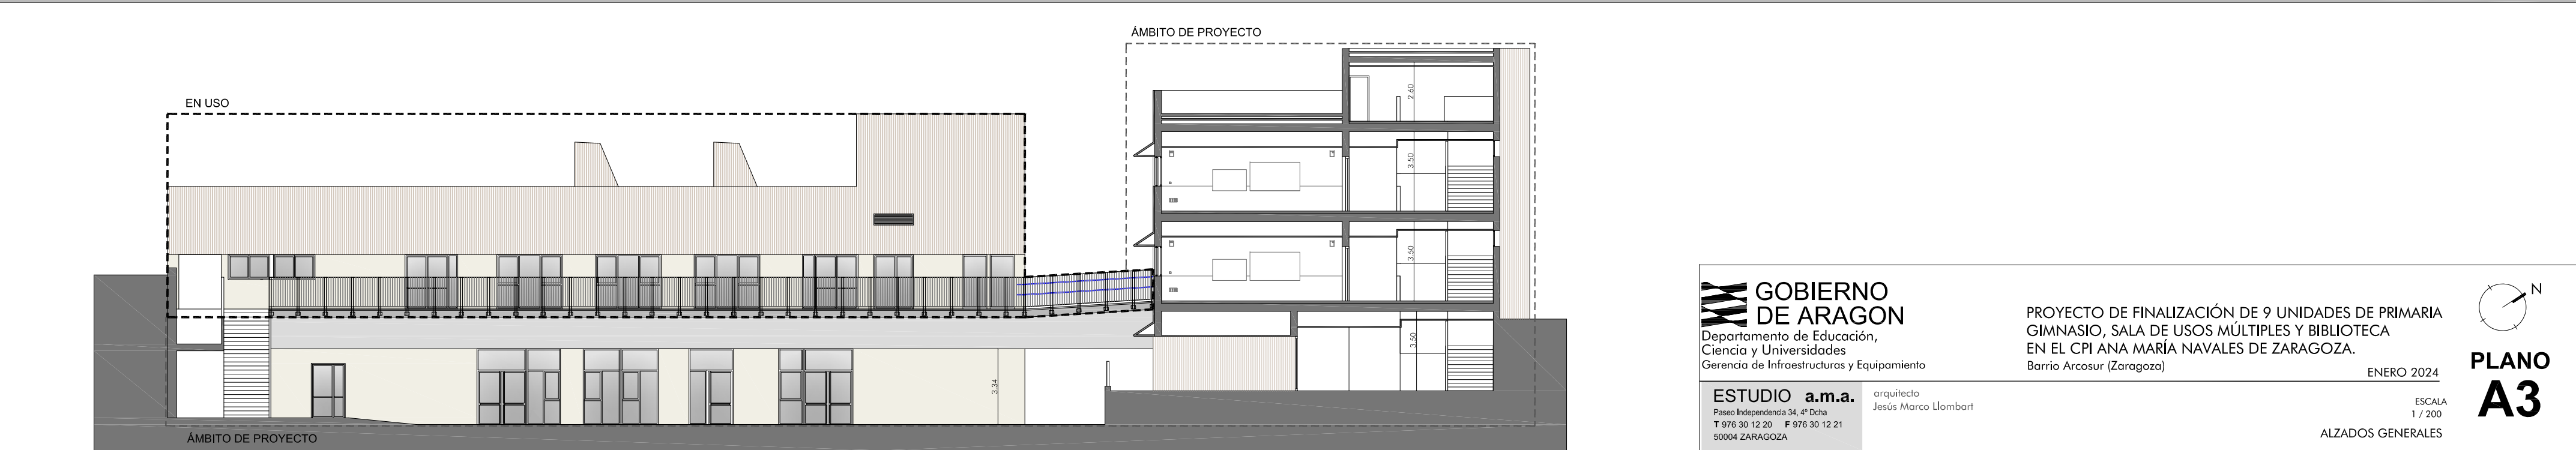 ÁMBITO DE PROYECTO
EN USO
2.60
3.50
3.50
3.50
3.34
ÁMBITO DE PROYECTO
GOBIERNO
DE ARAGON
Departamento de Educación,
Ciencia y Universidades
Gerencia de Infraestructuras y Equipamiento
PROYECTO DE FINALIZACIÓN DE 9 UNIDADES DE PRIMARIA
GIMNASIO, SALA DE USOS MÚLTIPLES Y BIBLIOTECA
EN EL CPI ANA MARÍA NAVALES DE ZARAGOZA.
Barrio Arcosur (Zaragoza)
ENERO 2024
N
PLANO
A3
ESTUDIO a.m.a.
Paseo Independencia 34, 4º Dcha
T 976 30 12 20 F 976 30 12 21
50004 ZARAGOZA
arquitecto
Jesús Marco Llombart
ESCALA
1 / 200
ALZADOS GENERALES